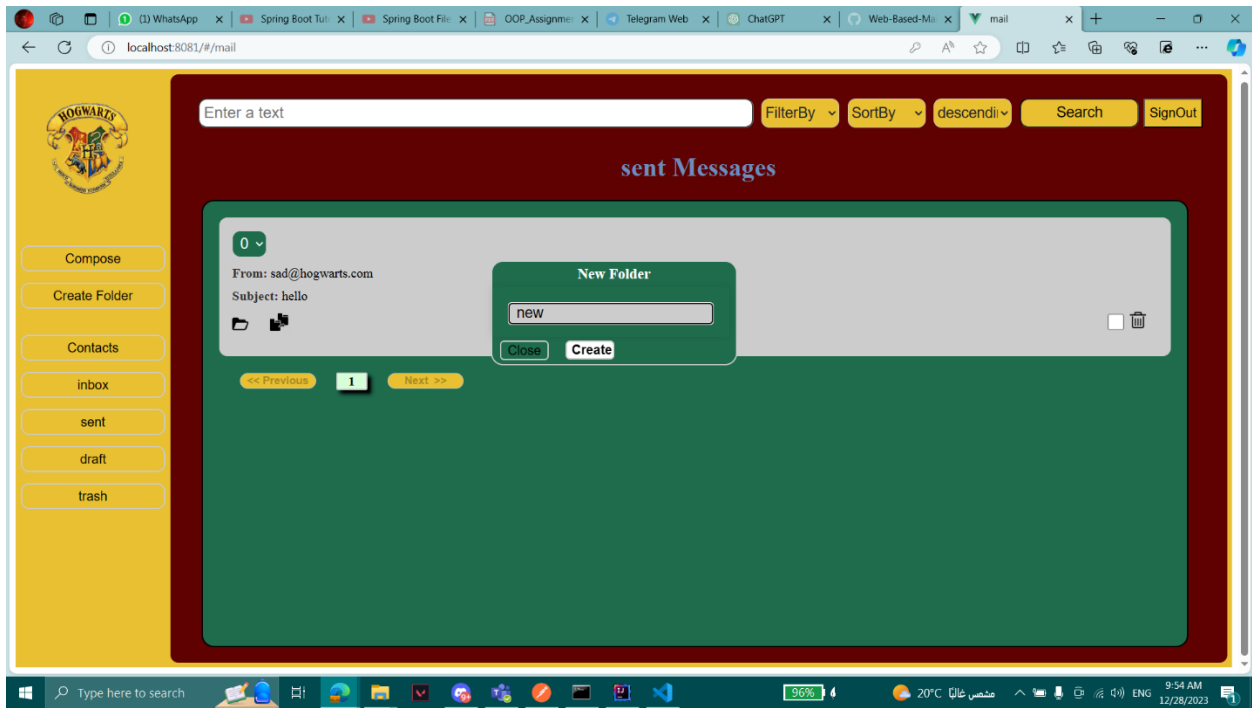 (1) WhatsApp
Spring Boot Tut
Spring Boot File
OOP_Assignme
Telegram Web
ChatGPT
Web-Based-Ma
mail
localhost:8081/#/mail
HOGWARTS
Enter a text
FilterBy
SortBy
descendi
Search
SignOut
sent Messages
Compose
Create Folder
Contacts
inbox
sent
draft
trash
0
From: sad@hogwarts.com
Subject: hello
New Folder
new
Close
Create
<< Previous
1
Next >>
Type here to search
96%
20°C مشمس غالبًا
ENG
9:54 AM
12/28/2023
1